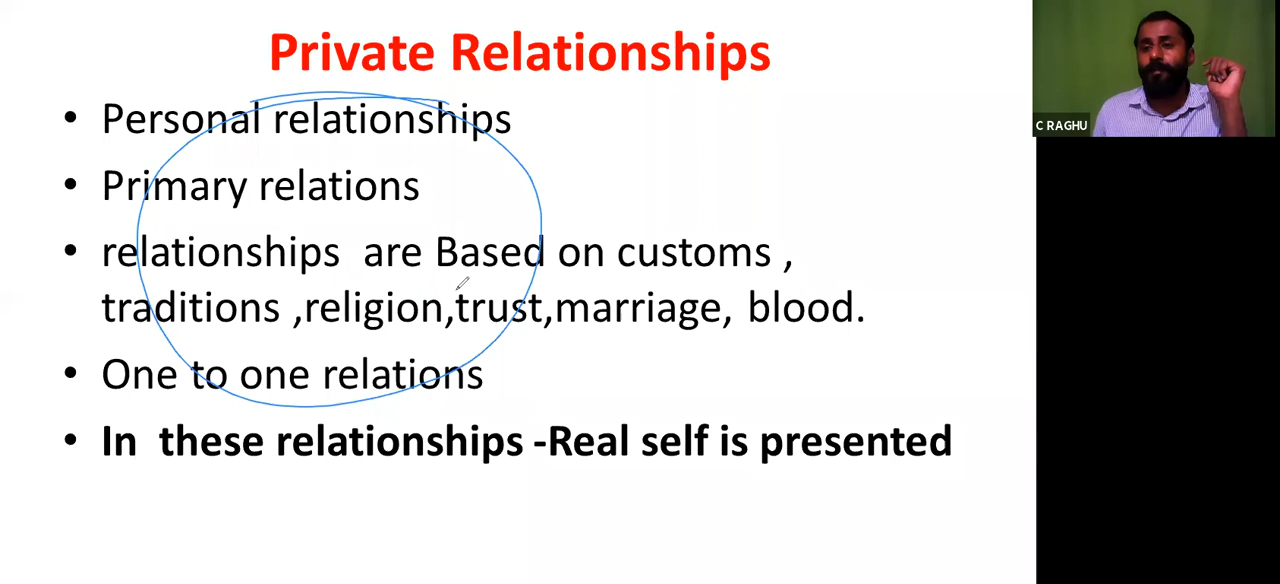 Private Relationships
• Personal relationships
• Primary relations
• relationships are Based on customs ,
traditions ,religion,trust,marriage, blood.
• One to one relations
• In these relationships -Real self is presented
C RAGHU